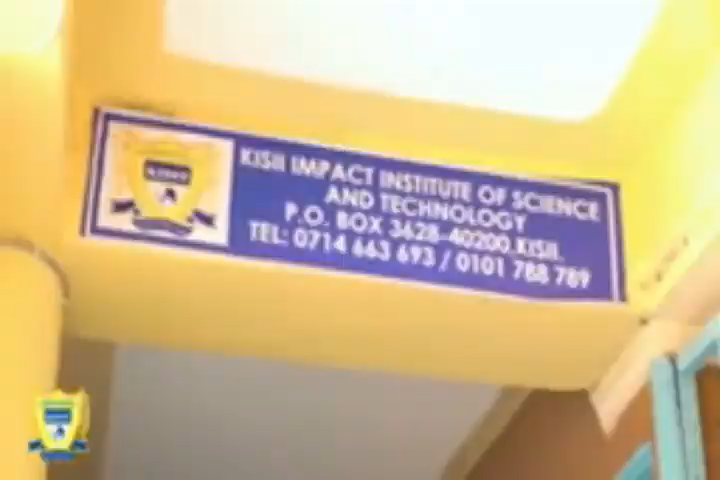 KISII IMPACT INSTITUTE OF SCIENCE
AND TECHNOLOGY
P.O. BOX 3628-40200,KISII.
TEL: 0714 663 693 / 0101 788 789